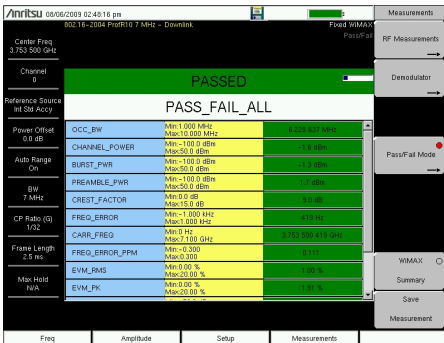 Anritsu 08/06/2009 02:48:16 pm
Measurements
802.16-2004 ProfR10 7 MHz - Downlink
Fixed WiMAX
Pass/Fail
Center Freq
3.753 500 GHz
Channel
0
Reference Source
Int Std Accy
Power Offset
0.0 dB
Auto Range
On
BW
7 MHz
CP Ratio (G)
1/32
Frame Length
2.5 ms
Max Hold
N/A
PASSED
PASS_FAIL_ALL
OCC_BW Min:1.000 MHz
Max:10.000 MHz 6.228 637 MHz
CHANNEL_POWER Min:-100.0 dBm
Max:50.0 dBm -1.6 dBm
BURST_PWR Min:-100.0 dBm
Max:50.0 dBm -1.3 dBm
PREAMBLE_PWR Min:-100.0 dBm
Max:50.0 dBm 1.7 dBm
CREST_FACTOR Min:0.0 dB
Max:15.0 dB 9.0 dB
FREQ_ERROR Min:-1.000 kHz
Max:1.000 kHz 419 Hz
CARR_FREQ Min:0 Hz
Max:7.100 GHz 3.753 500 419 GHz
FREQ_ERROR_PPM Min:-0.300
Max:0.300 0.111
EVM_RMS Min:0.00 %
Max:20.00 % 1.00 %
EVM_PK Min:0.00 %
Max:20.00 % 1.91 %
RF Measurements
Demodulator
Pass/Fail Mode
WiMAX
Summary
Save
Measurement
Freq
Amplitude
Setup
Measurements